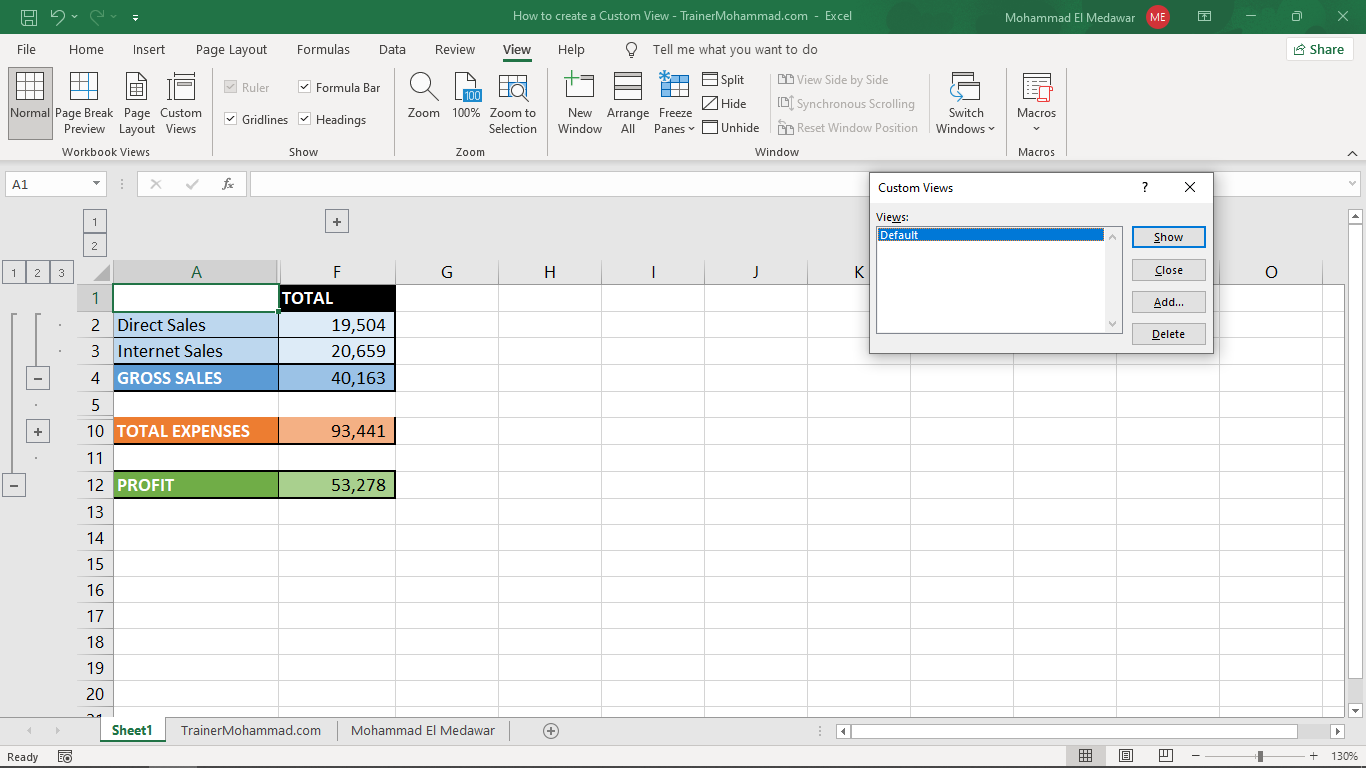 How to create a Custom View - TrainerMohammad.com - Excel
Mohammad El Medawar ME
File Home Insert Page Layout Formulas Data Review View Help Tell me what you want to do Share
Normal
Page Break Preview
Page Layout
Custom Views
Workbook Views
Ruler
Formula Bar
Gridlines
Headings
Show
Zoom
100
100%
Zoom to Selection
Zoom
New Window
Arrange All
Freeze Panes
Split
Hide
Unhide
View Side by Side
Synchronous Scrolling
Reset Window Position
Switch Windows
Window
Macros
Macros
A1
fx
Custom Views ?
Views:
Default
Show
Close
Add...
Delete
1
2
1 2 3
A F G H I J K O
1 TOTAL
2 Direct Sales 19,504
3 Internet Sales 20,659
4 GROSS SALES 40,163
5
10 TOTAL EXPENSES 93,441
11
12 PROFIT 53,278
13
14
15
16
17
18
19
20
21
Sheet1 TrainerMohammad.com Mohammad El Medawar
Ready
130%